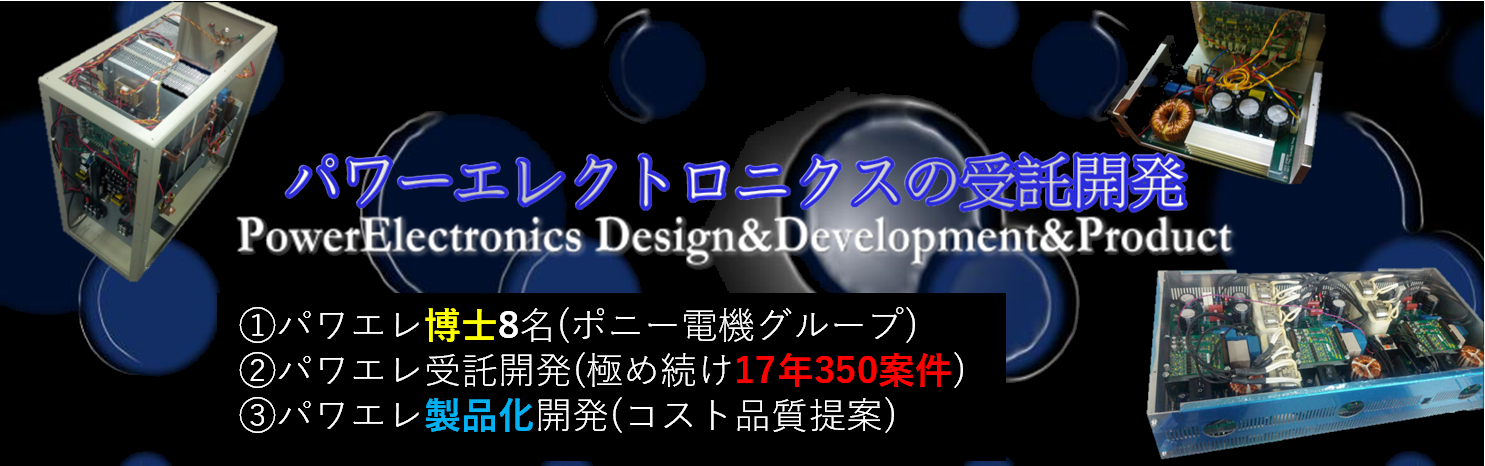 パワーエレクトロニクスの受託開発
PowerElectronics Design&Development&Product
①パワエレ博士8名(ポニー電機グループ)
②パワエレ受託開発(極め続け17年350案件)
③パワエレ製品化開発(コスト品質提案)